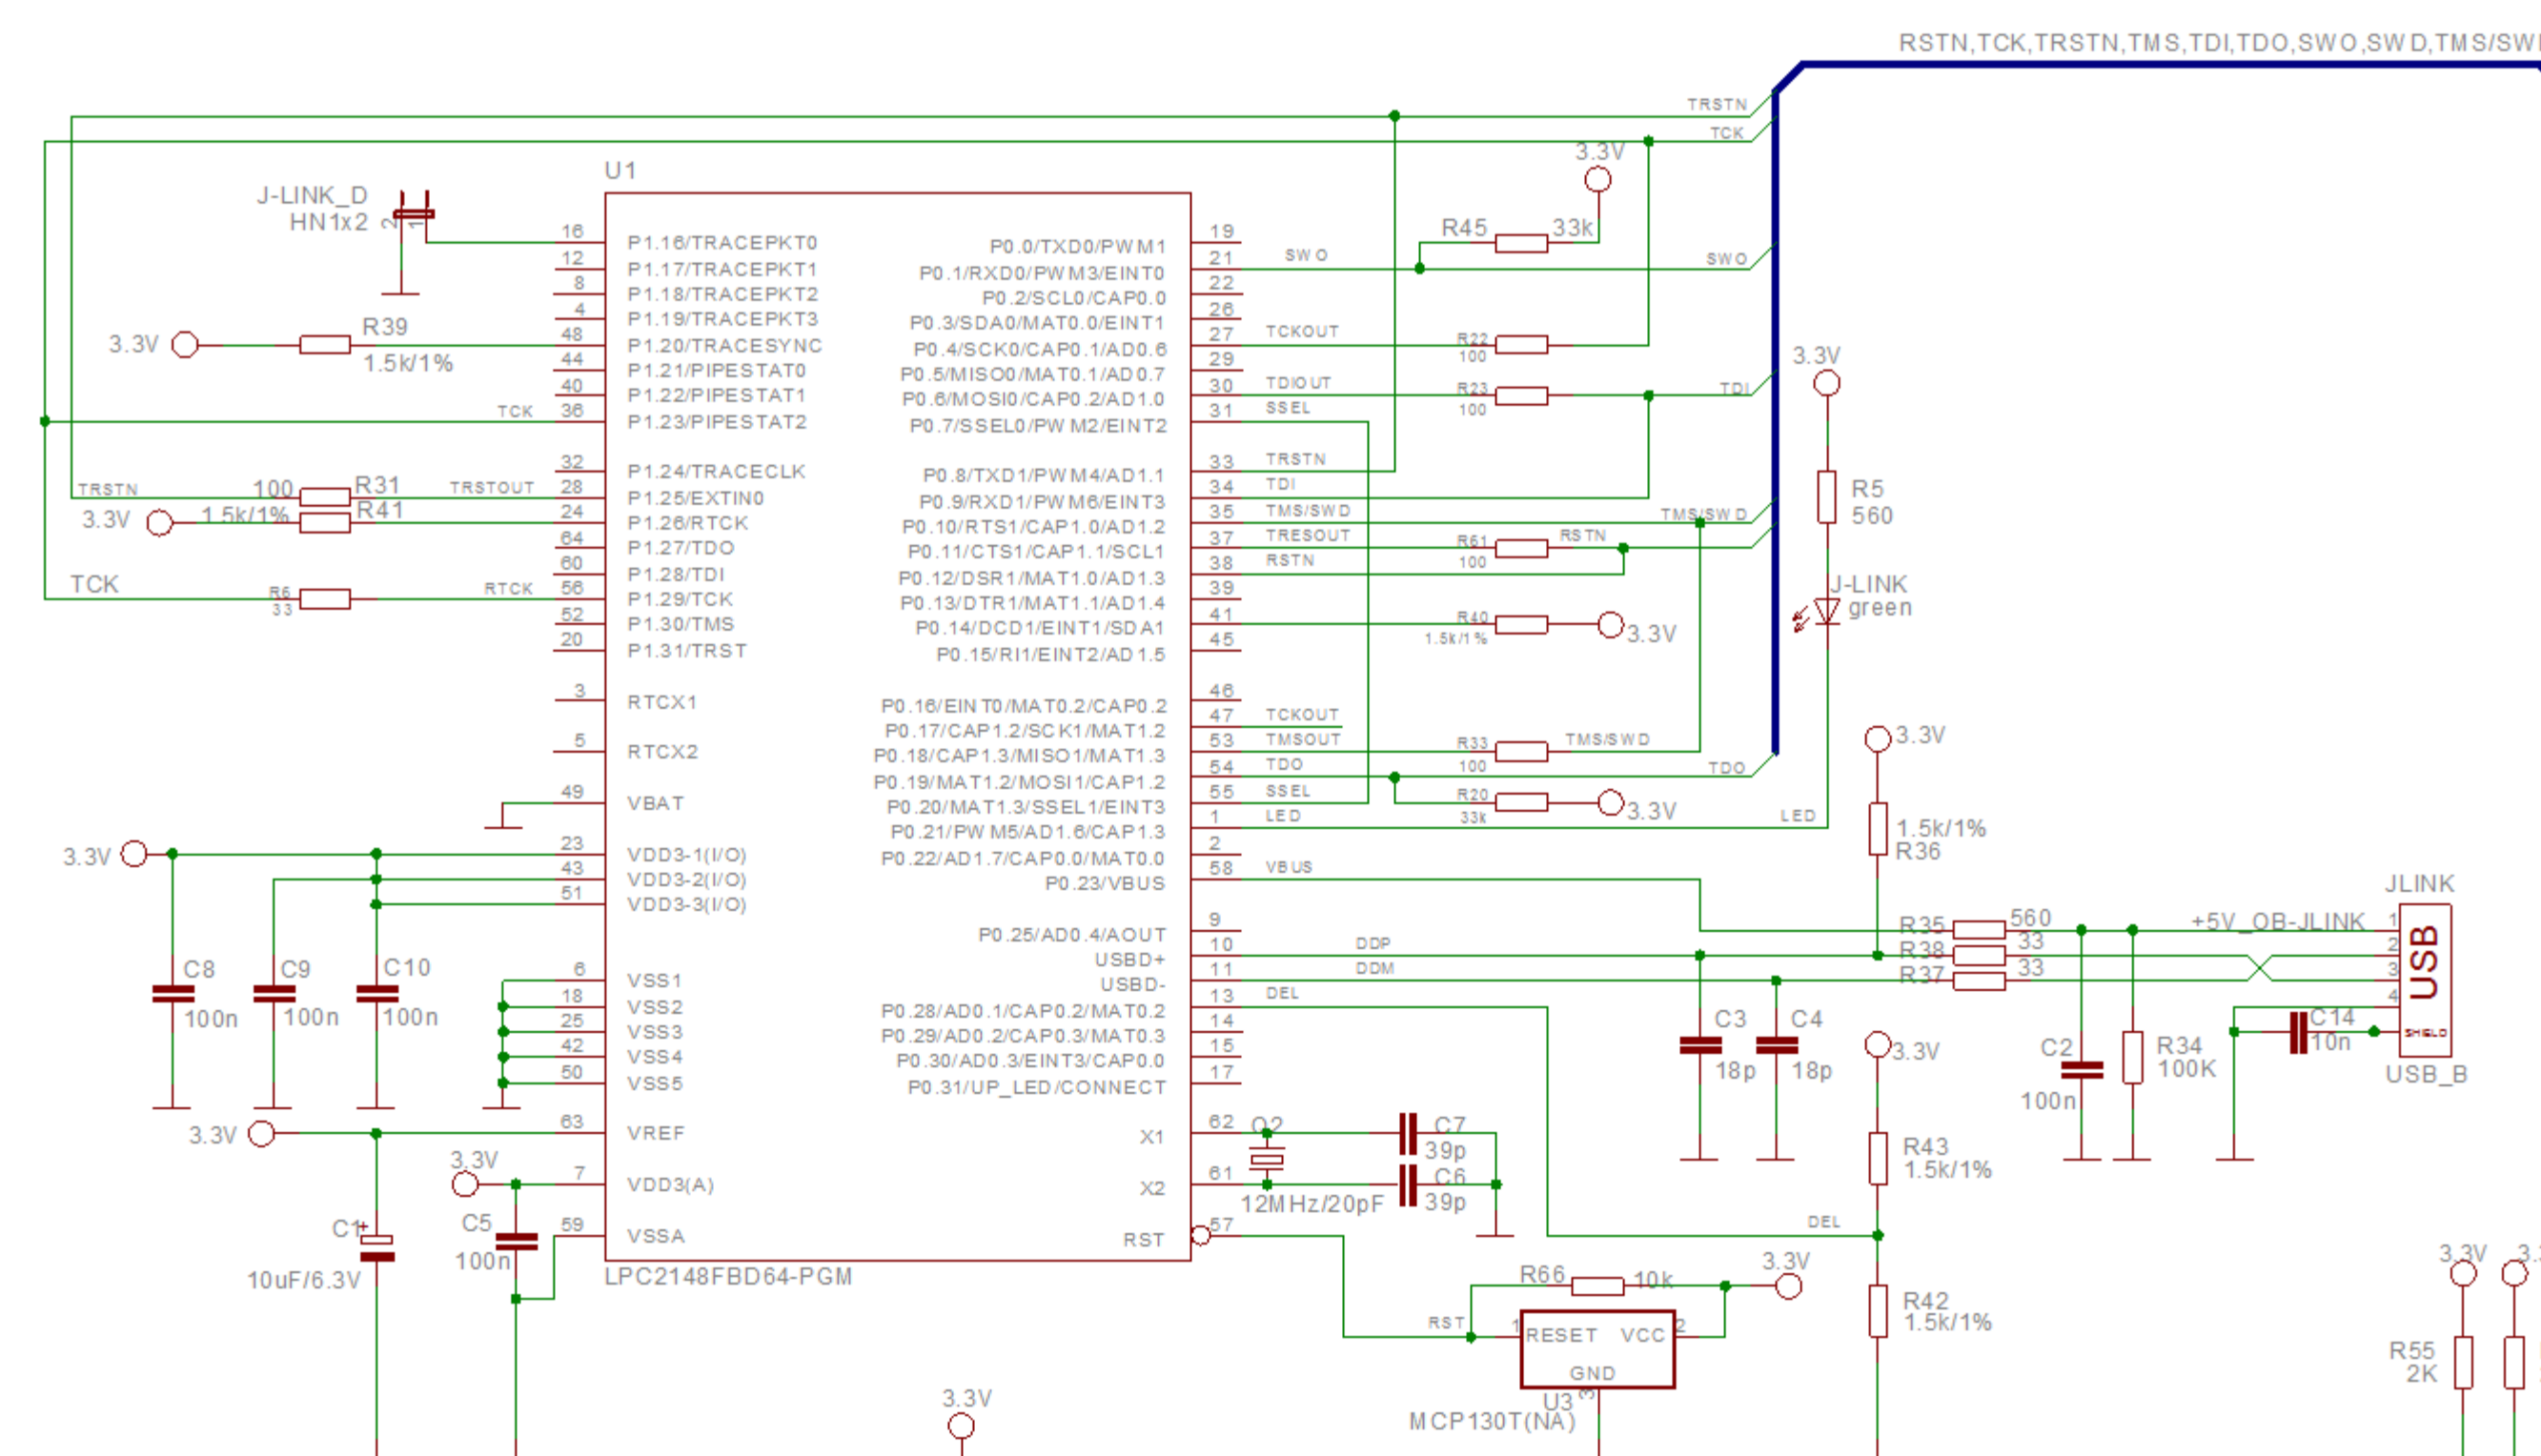 RSTN,TCK,TRSTN,TMS,TDI,TDO,SWO,SWD,TMS/SW
TRSTN
TCK
3.3V
U1
J-LINK_D
HN1x2
2
1
R45 33k
16 P1.16/TRACEPKT0
12 P1.17/TRACEPKT1
8 P1.18/TRACEPKT2
4 P1.19/TRACEPKT3
48 P1.20/TRACESYNC
44 P1.21/PIPESTAT0
40 P1.22/PIPESTAT1
36 P1.23/PIPESTAT2
32 P1.24/TRACECLK
28 P1.25/EXTIN0
24 P1.26/RTCK
64 P1.27/TDO
60 P1.28/TDI
56 P1.29/TCK
52 P1.30/TMS
20 P1.31/TRST
3 RTCX1
5 RTCX2
49 VBAT
23 VDD3-1(I/O)
43 VDD3-2(I/O)
51 VDD3-3(I/O)
6 VSS1
18 VSS2
25 VSS3
42 VSS4
50 VSS5
63 VREF
7 VDD3(A)
59 VSSA
3.3V
R39
1.5k/1%
TCK
TRSTN 100 R31 TRSTOUT
3.3V 1.5k/1% R41
TCK R6 RTCK
33
3.3V
C8
100n
C9
100n
C10
100n
3.3V
3.3V
C1
+
10uF/6.3V
C5
100n
LPC2148FBD64-PGM
P0.0/TXD0/PWM1 19
P0.1/RXD0/PWM3/EINT0 21 SWO SWO
P0.2/SCL0/CAP0.0 22
P0.3/SDA0/MAT0.0/EINT1 26
P0.4/SCK0/CAP0.1/AD0.6 27 TCKOUT R22
100
P0.5/MISO0/MAT0.1/AD0.7 29
P0.6/MOSI0/CAP0.2/AD1.0 30 TDIOUT R23 TDI
100
P0.7/SSEL0/PWM2/EINT2 31 SSEL
P0.8/TXD1/PWM4/AD1.1 33 TRSTN
P0.9/RXD1/PWM6/EINT3 34 TDI
P0.10/RTS1/CAP1.0/AD1.2 35 TMS/SWD TMS/SWD
P0.11/CTS1/CAP1.1/SCL1 37 TRESOUT R61 RSTN
100
P0.12/DSR1/MAT1.0/AD1.3 38 RSTN
P0.13/DTR1/MAT1.1/AD1.4 39
P0.14/DCD1/EINT1/SDA1 41 R40 3.3V
1.5k/1%
P0.15/RI1/EINT2/AD1.5 45
P0.16/EINT0/MAT0.2/CAP0.2 46
P0.17/CAP1.2/SCK1/MAT1.2 47 TCKOUT
P0.18/CAP1.3/MISO1/MAT1.3 53 TMSOUT R33 TMS/SWD
100
P0.19/MAT1.2/MOSI1/CAP1.2 54 TDO TDO
P0.20/MAT1.3/SSEL1/EINT3 55 SSEL R20 3.3V
33k
P0.21/PWM5/AD1.6/CAP1.3 1 LED LED
P0.22/AD1.7/CAP0.0/MAT0.0 2
P0.23/VBUS 58 VBUS
P0.25/AD0.4/AOUT 9
USBD+ 10 DDP
USBD- 11 DDM
P0.28/AD0.1/CAP0.2/MAT0.2 13 DEL
P0.29/AD0.2/CAP0.3/MAT0.3 14
P0.30/AD0.3/EINT3/CAP0.0 15
P0.31/UP_LED/CONNECT 17
X1 62
X2 61
RST 57
3.3V
R5
560
J-LINK
green
3.3V
1.5k/1%
R36
R35 560
R38 33
R37 33
+5V_OB-JLINK
JLINK
1
2
3
4
USB
SHIELD
USB_B
C14
10n
C3
18p
C4
18p
C2
100n
R34
100K
3.3V
R43
1.5k/1%
DEL
R42
1.5k/1%
Q2
12MHz/20pF
C7
39p
C6
39p
3.3V
R66 10k
RST
1 RESET VCC 2
GND
3
U3
MCP130T(NA)
3.3V
3.3V
R55
2K